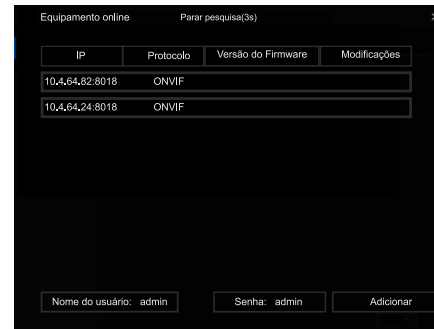 Equipamento online Parar pesquisa(3s)
IP Protocolo Versão do Firmware Modificações
10.4.64.82:8018 ONVIF
10.4.64.24:8018 ONVIF
Nome do usuário: admin Senha: admin Adicionar